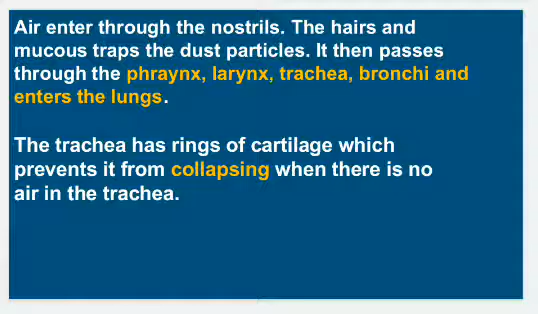 Air enter through the nostrils. The hairs and
mucous traps the dust particles. It then passes
through the phraynx, larynx, trachea, bronchi and
enters the lungs.
The trachea has rings of cartilage which
prevents it from collapsing when there is no
air in the trachea.